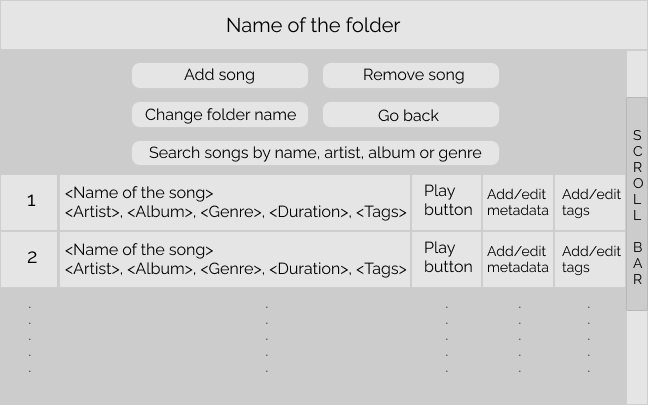 Name of the folder
Add song
Remove song
Change folder name
Go back
Search songs by name, artist, album or genre
1
<Name of the song>
<Artist>, <Album>, <Genre>, <Duration>, <Tags>
Play
button
Add/edit
metadata
Add/edit
tags
2
<Name of the song>
<Artist>, <Album>, <Genre>, <Duration>, <Tags>
Play
button
Add/edit
metadata
Add/edit
tags
SCROLL BAR